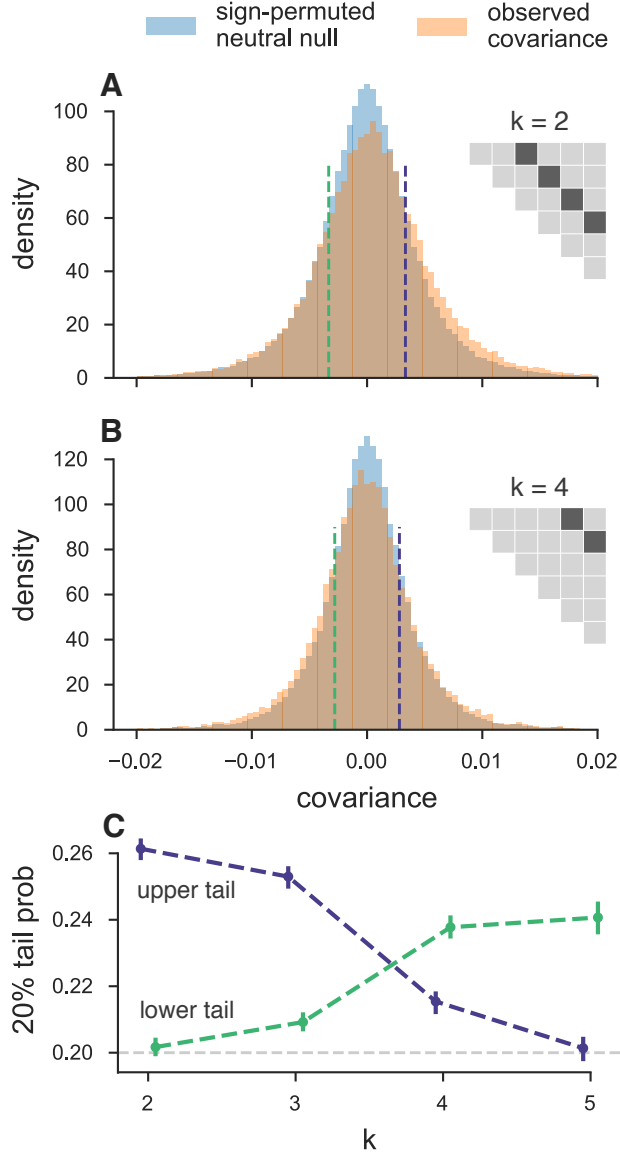 sign-permuted
neutral null
observed
covariance
A
k = 2
density
100
80
60
40
20
0
B
k = 4
density
120
100
80
60
40
20
0
−0.02
−0.01
0.00
0.01
0.02
covariance
C
20% tail prob
0.26
0.24
0.22
0.20
upper tail
lower tail
2
3
4
5
k